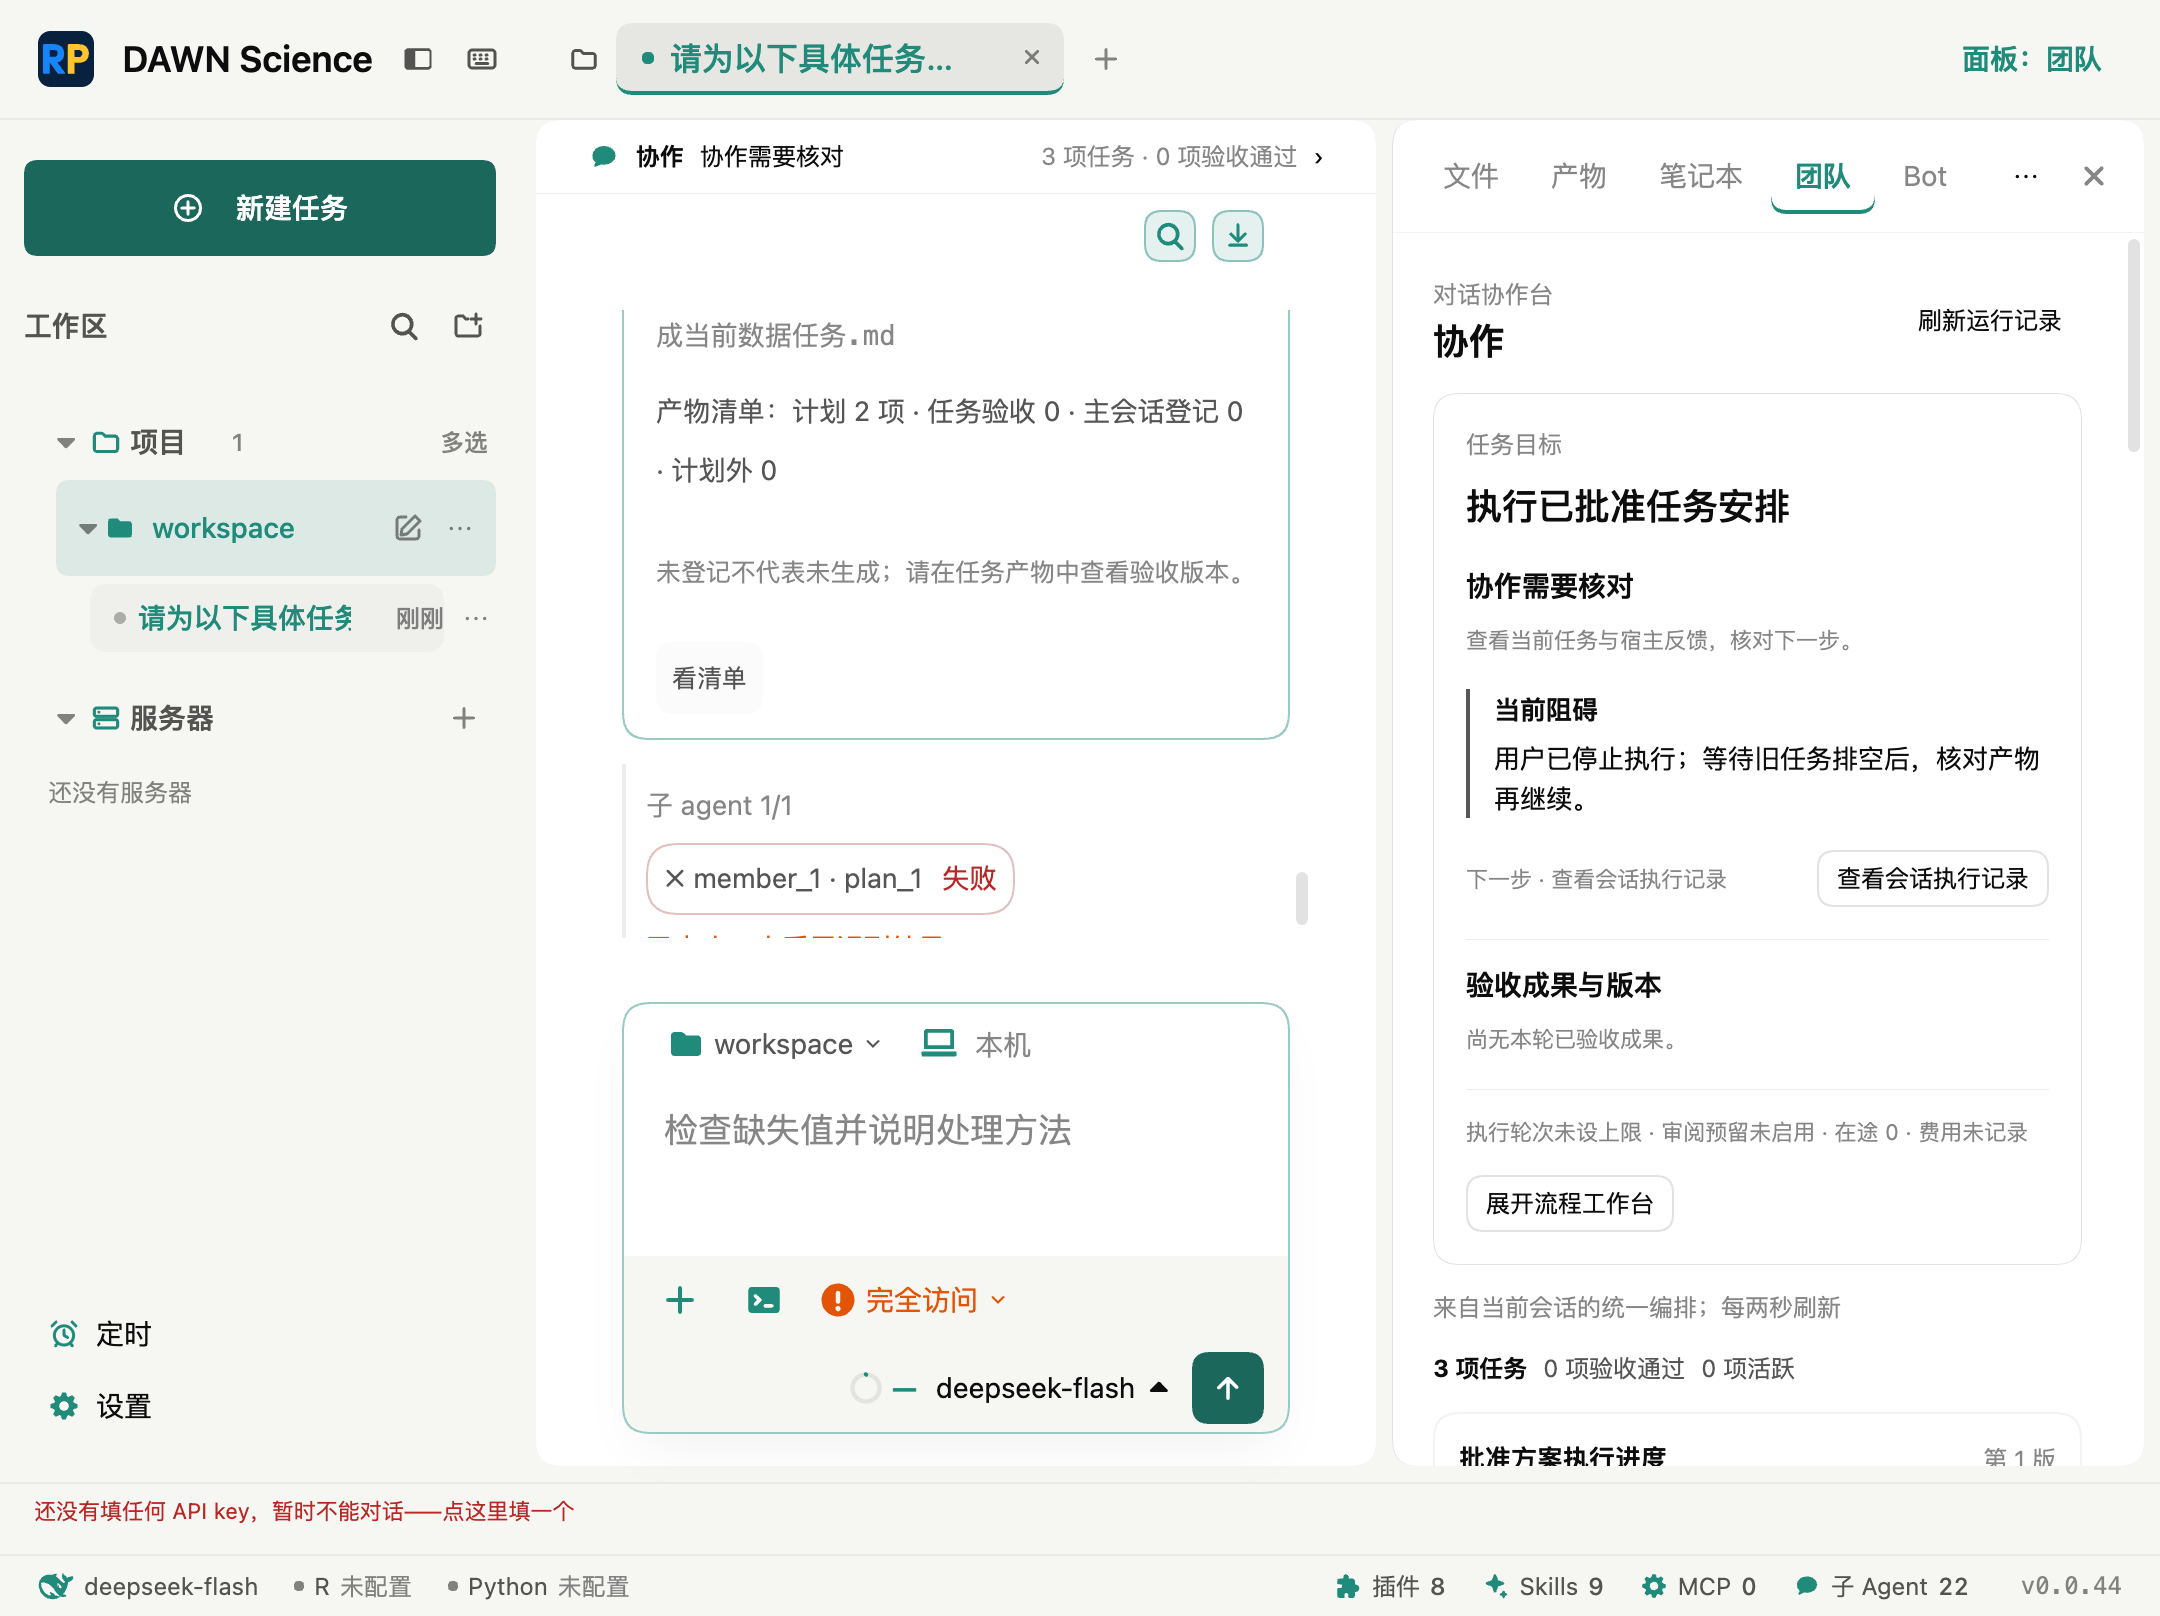 RP
DAWN Science
请为以下具体任务...
面板：团队
新建任务
工作区
项目 1 多选
workspace
请为以下具体任务 刚刚
服务器
还没有服务器
定时
设置
协作 协作需要核对 3 项任务 · 0 项验收通过
成当前数据任务.md
产物清单：计划 2 项 · 任务验收 0 · 主会话登记 0
· 计划外 0
未登记不代表未生成；请在任务产物中查看验收版本。
看清单
子 agent 1/1
member_1 · plan_1 失败
workspace 本机
检查缺失值并说明处理方法
完全访问
deepseek-flash
文件 产物 笔记本 团队 Bot
对话协作台
协作
刷新运行记录
任务目标
执行已批准任务安排
协作需要核对
查看当前任务与宿主反馈，核对下一步。
当前阻碍
用户已停止执行；等待旧任务排空后，核对产物
再继续。
下一步 · 查看会话执行记录 查看会话执行记录
验收成果与版本
尚无本轮已验收成果。
执行轮次未设上限 · 审阅预留未启用 · 在途 0 · 费用未记录
展开流程工作台
来自当前会话的统一编排；每两秒刷新
3 项任务 0 项验收通过 0 项活跃
批准方案执行进度 第 1 版
还没有填任何 API key，暂时不能对话——点这里填一个
deepseek-flash R 未配置 Python 未配置
插件 8 Skills 9 MCP 0 子 Agent 22 v0.0.44